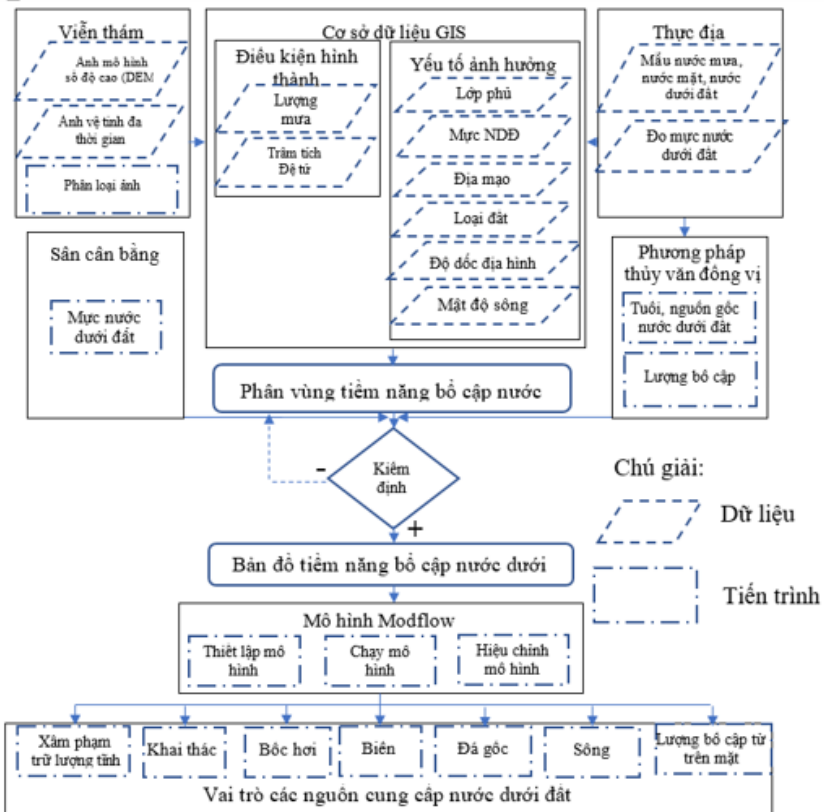 Viễn thám
Anh mô hình
sô độ cao (DEM
Anh vệ tinh đa
thời gian
Phân loại ảnh
Cơ sở dữ liệu GIS
Điều kiện hình
thành
Lượng
mưa
Trầm tích
Đệ tứ
Yếu tố ảnh hưởng
Lớp phủ
Mực NDĐ
Địa mạo
Loại đất
Độ dốc địa hình
Mật độ sông
Thực địa
Mẫu nước mưa,
nước mặt, nước
dưới đất
Đo mực nước
dưới đất
Sân cân bằng
Mực nước
dưới đất
Phương pháp
thủy văn đồng vị
Tuổi, nguồn gốc
nước dưới đất
Lượng bổ cập
Phân vùng tiềm năng bổ cập nước
-
Kiểm
định
+
Chú giải:
Dữ liệu
Tiến trình
Bản đồ tiềm năng bổ cập nước dưới
Mô hình Modflow
Thiết lập mô
hình
Chạy mô
hình
Hiệu chỉnh
mô hình
Xâm phạm
trữ lượng tĩnh
Khai thác
Bốc hơi
Biên
Đá gốc
Sông
Lượng bổ cập từ
trên mặt
Vai trò các nguồn cung cấp nước dưới đất